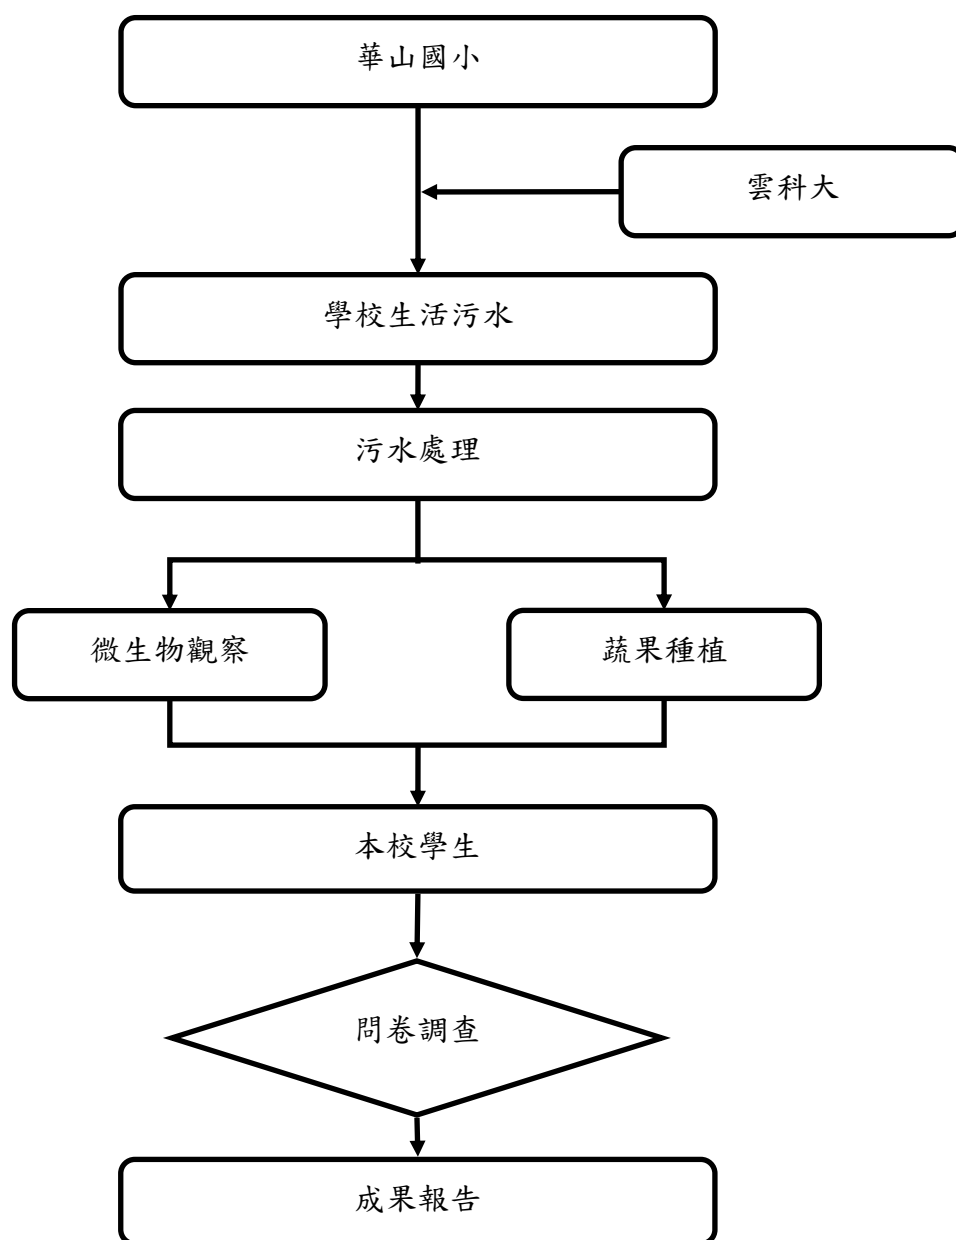 華山國小
雲科大
學校生活污水
污水處理
微生物觀察
蔬果種植
本校學生
問卷調查
成果報告